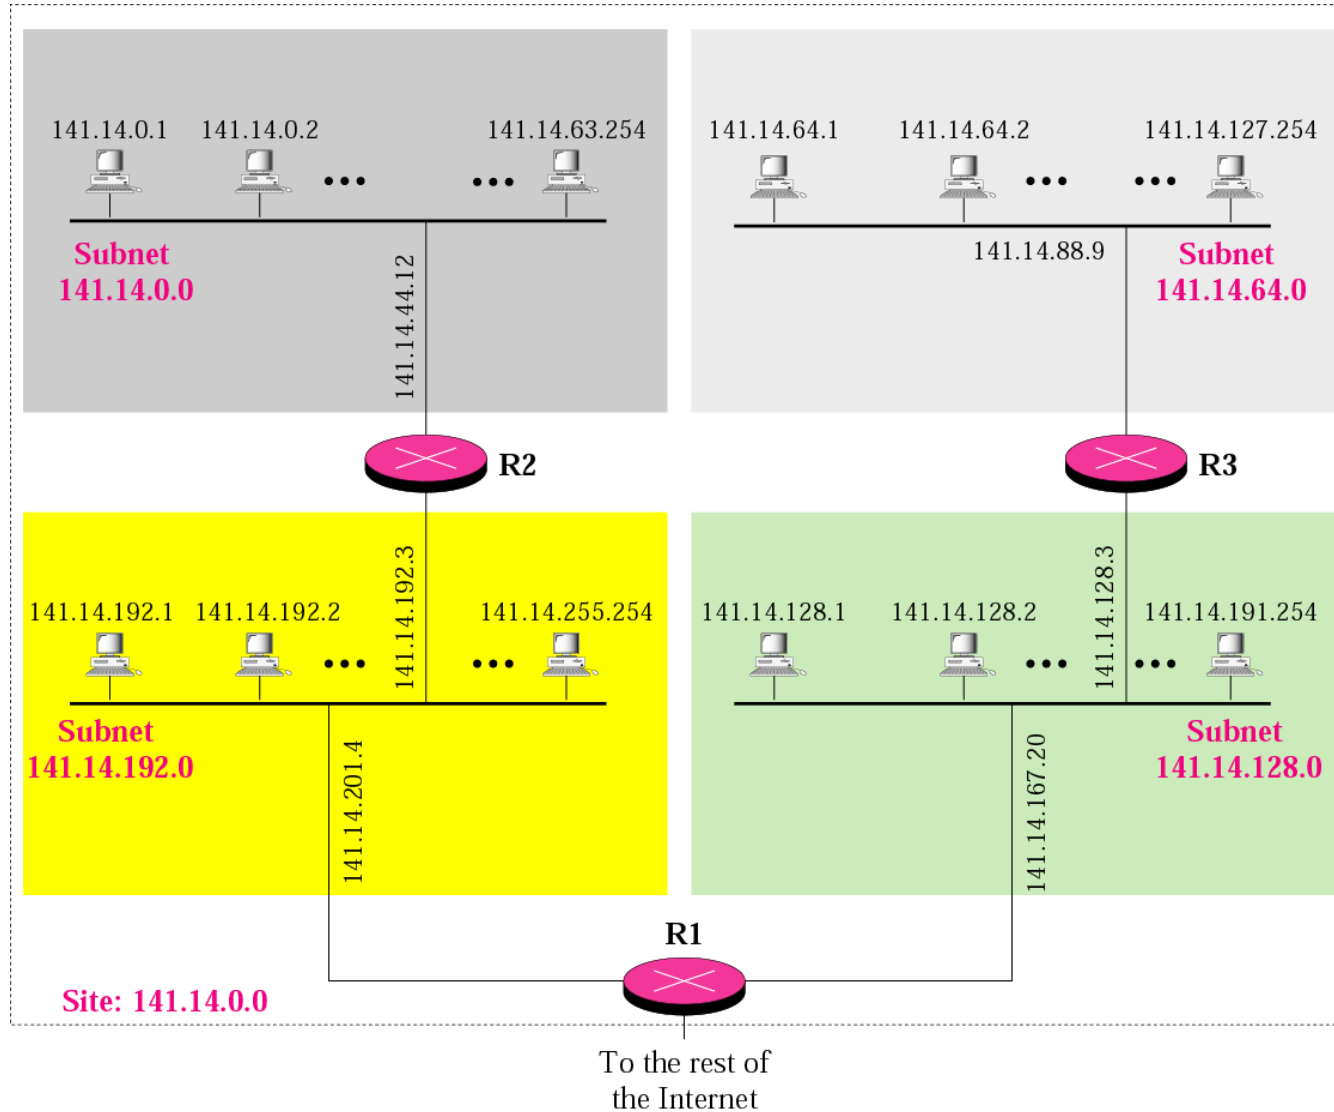 141.14.0.1
141.14.0.2
141.14.63.254
Subnet
141.14.0.0
141.14.44.12
141.14.64.1
141.14.64.2
141.14.127.254
141.14.88.9
Subnet
141.14.64.0
R2
R3
141.14.192.1
141.14.192.2
141.14.192.3
141.14.255.254
Subnet
141.14.192.0
141.14.201.4
141.14.128.1
141.14.128.2
141.14.128.3
141.14.191.254
Subnet
141.14.128.0
141.14.167.20
R1
Site: 141.14.0.0
To the rest of
the Internet